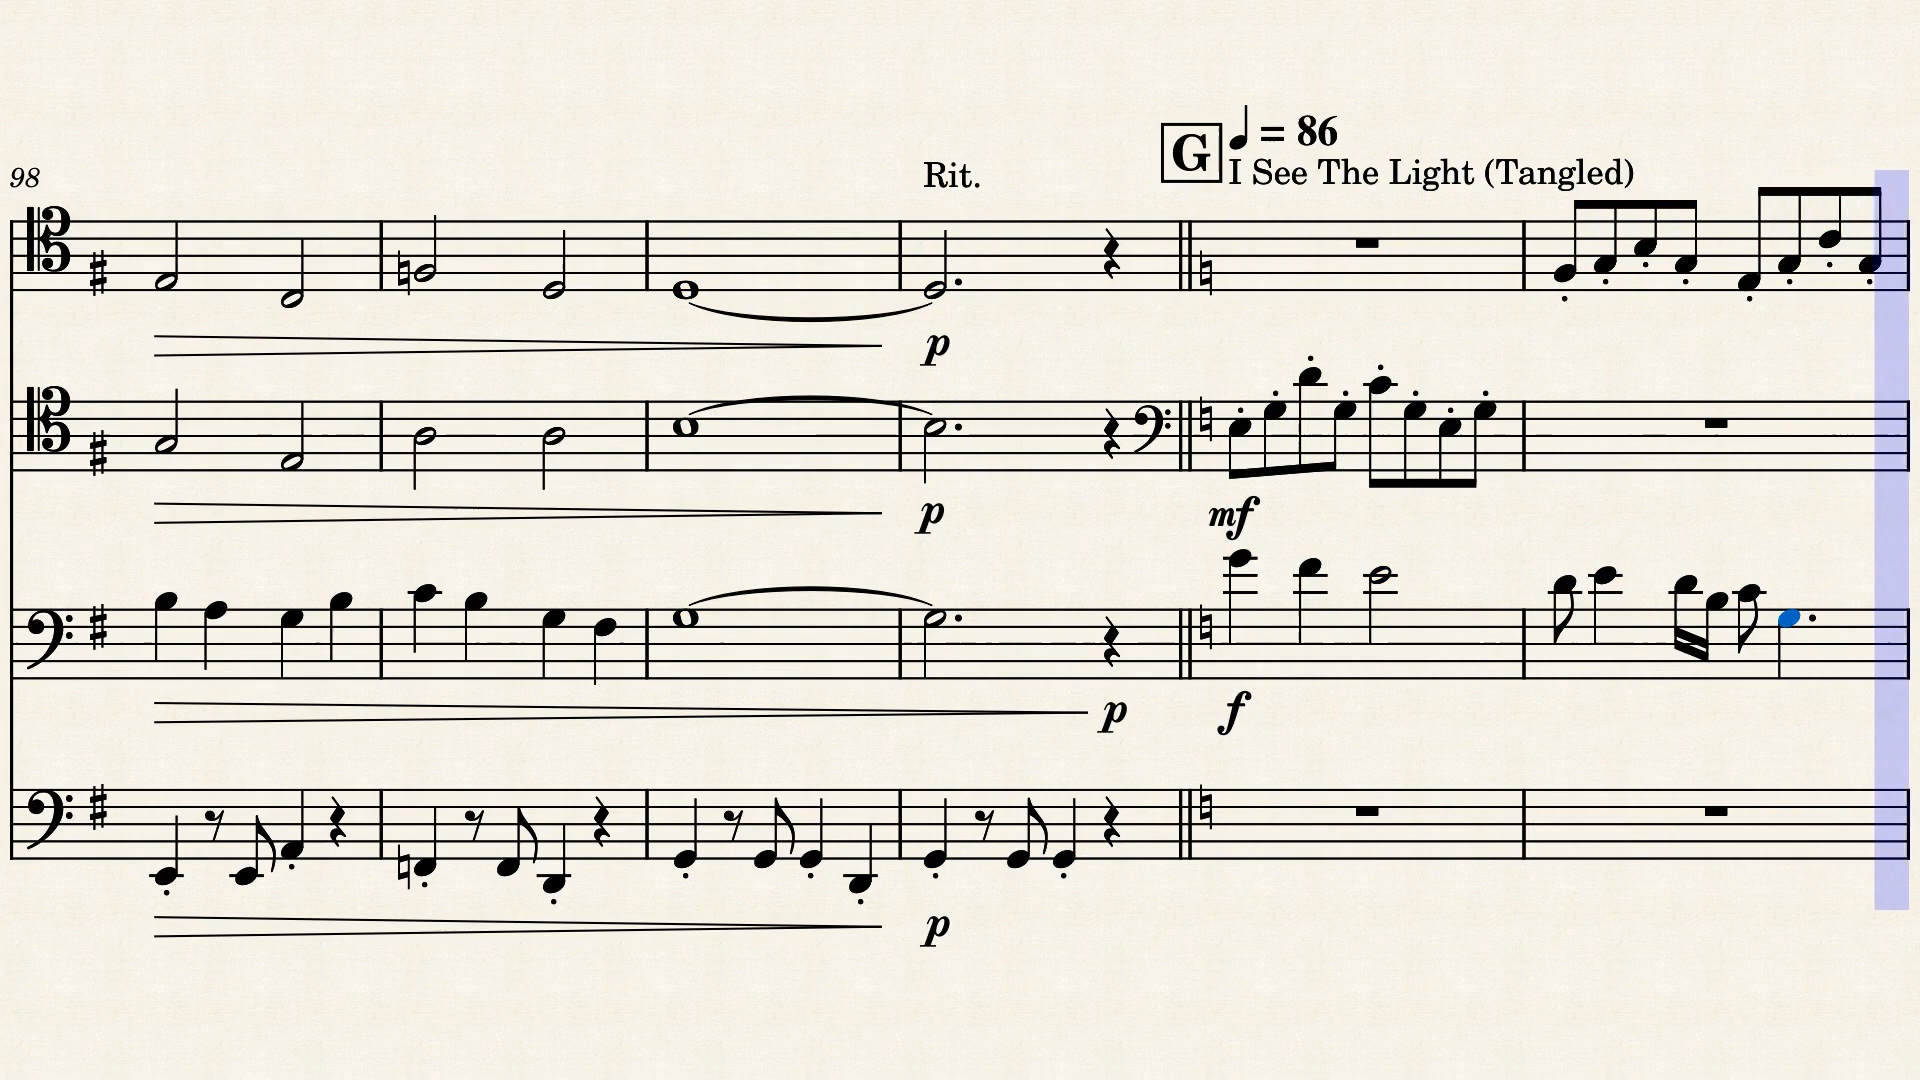 G ♩ = 86
98 Rit. I See The Light (Tangled)
p
p mf
p f
p